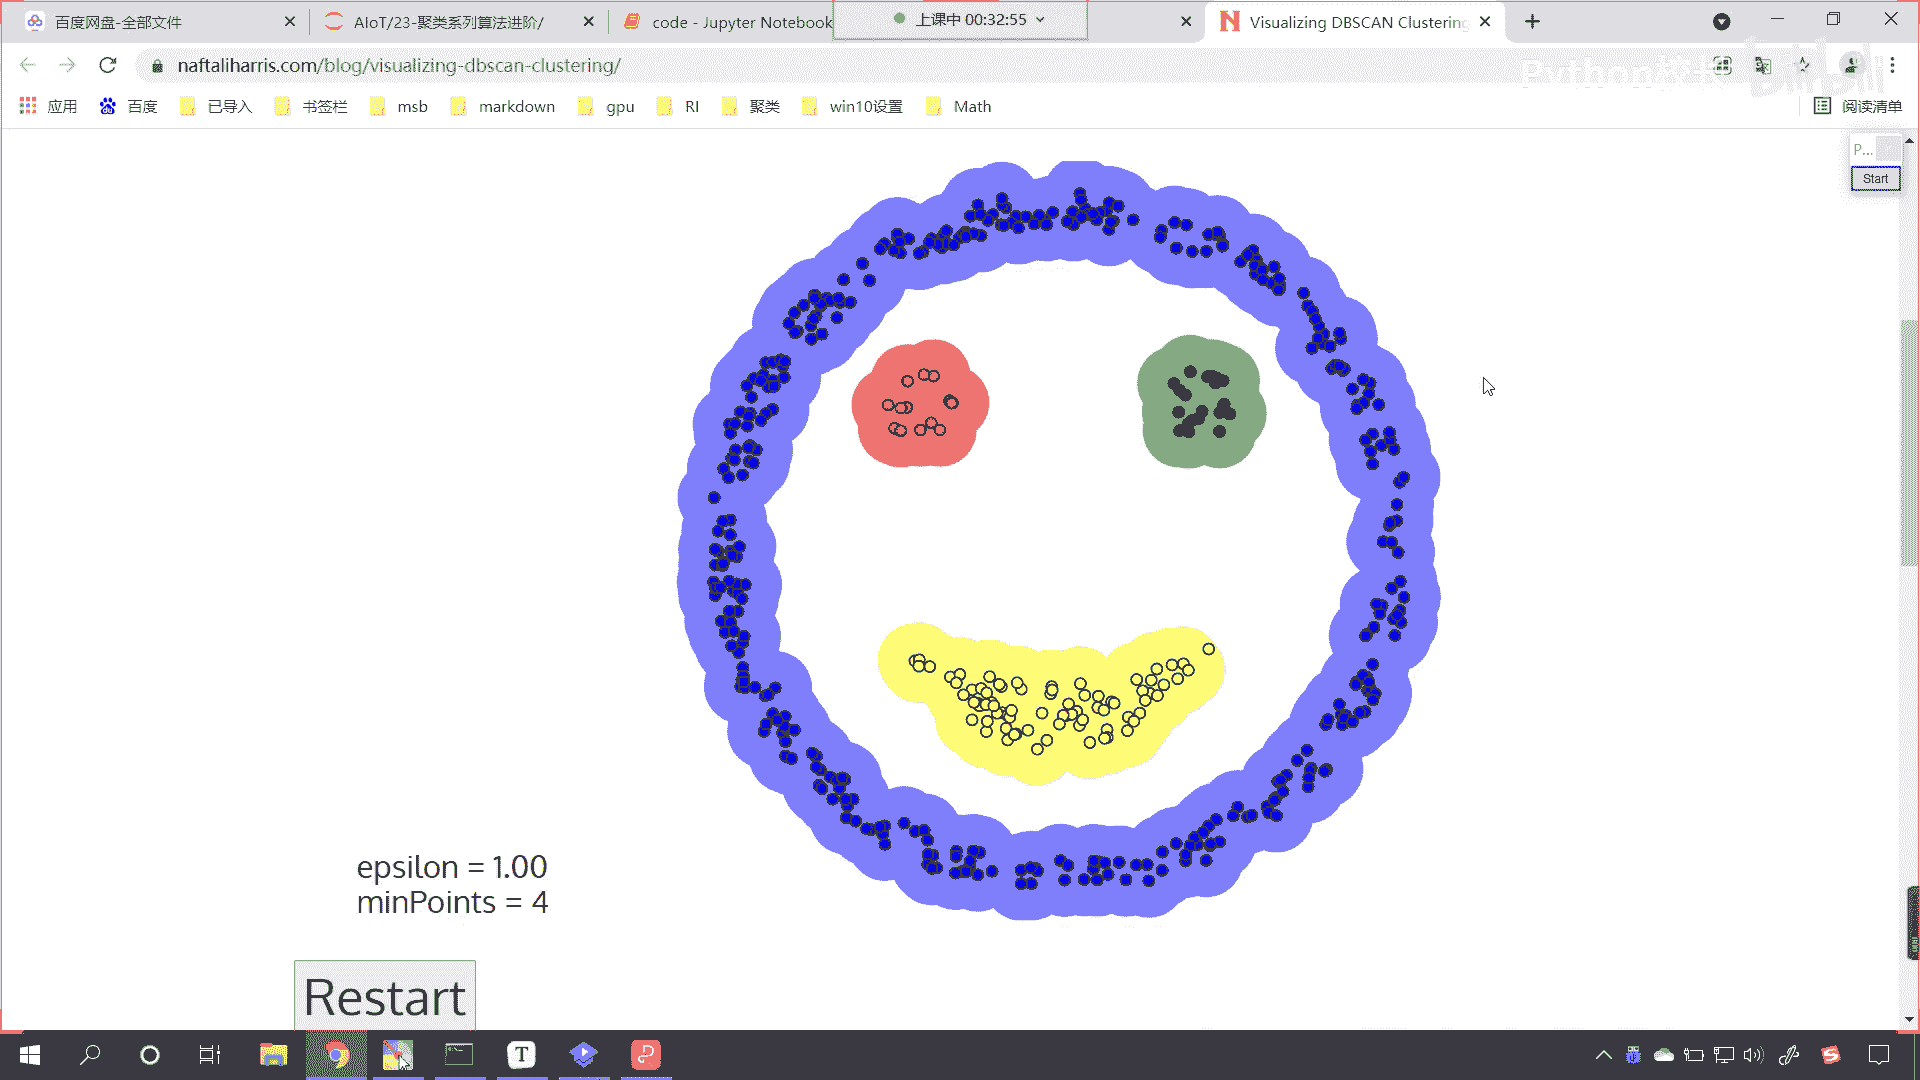 百度网盘-全部文件
AIoT/23-聚类系列算法进阶/
code - Jupyter Notebook
上课中 00:32:55
Visualizing DBSCAN Clustering
naftaliharris.com/blog/visualizing-dbscan-clustering/
应用
百度
已导入
书签栏
msb
markdown
gpu
RI
聚类
win10设置
Math
阅读清单
P...
Start
epsilon = 1.00
minPoints = 4
Restart